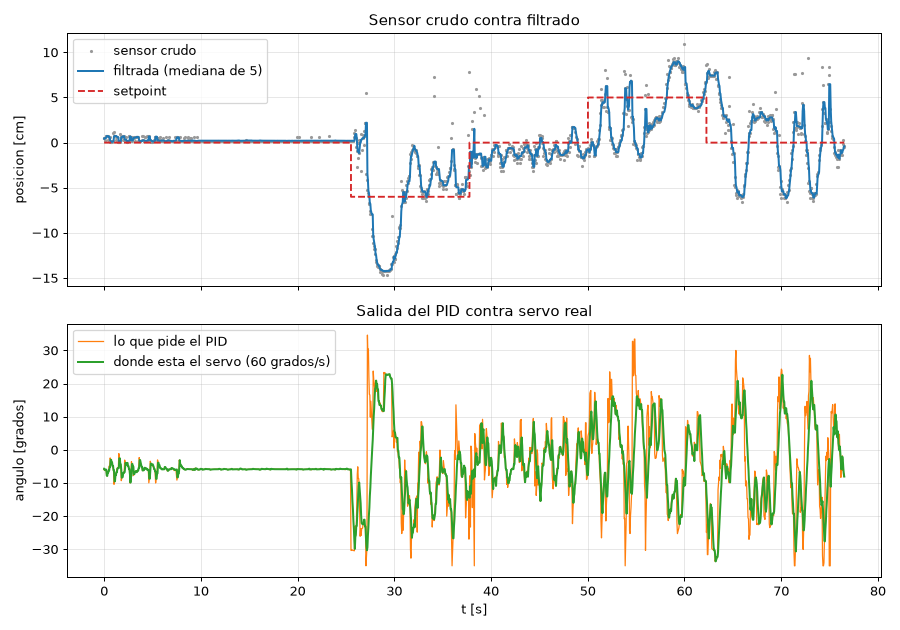 Sensor crudo contra filtrado
posicion [cm]
10
5
0
−5
−10
−15
sensor crudo
filtrada (mediana de 5)
setpoint
Salida del PID contra servo real
angulo [grados]
30
20
10
0
−10
−20
−30
lo que pide el PID
donde esta el servo (60 grados/s)
0 10 20 30 40 50 60 70 80
t [s]